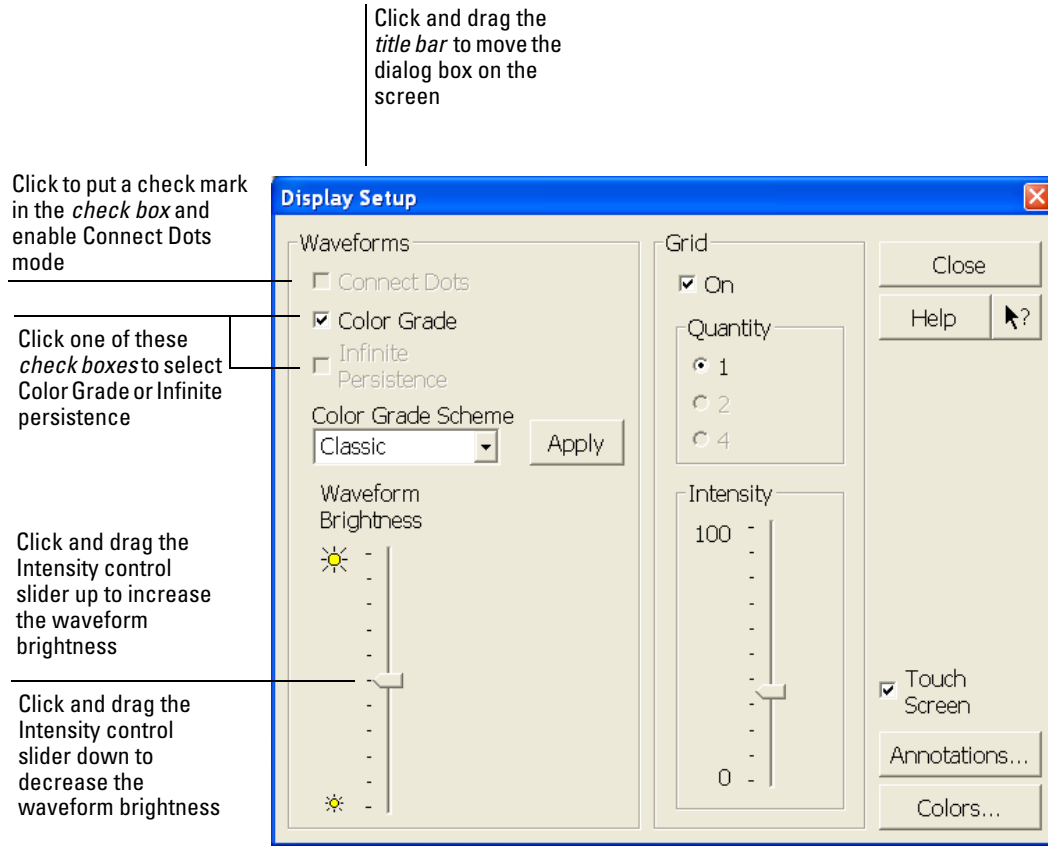 Click and drag the
title bar to move the
dialog box on the
screen
Click to put a check mark
in the check box and
enable Connect Dots
mode
Click one of these
check boxes to select
Color Grade or Infinite
persistence
Click and drag the
Intensity control
slider up to increase
the waveform
brightness
Click and drag the
Intensity control
slider down to
decrease the
waveform brightness
Display Setup
Waveforms
Connect Dots
Color Grade
Infinite
Persistence
Color Grade Scheme
Classic
Apply
Waveform
Brightness
Grid
On
Quantity
1
2
4
Intensity
100
0
Close
Help
?
Touch
Screen
Annotations...
Colors...